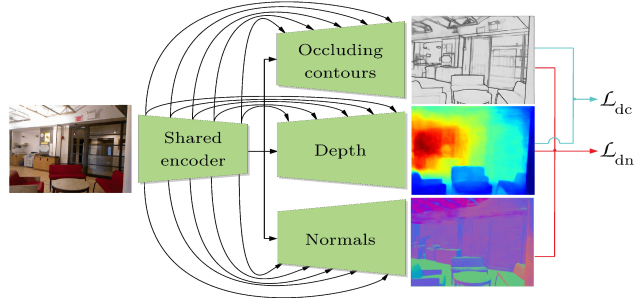 Occluding
contours
Shared
encoder
Depth
Normals
ℒdc
ℒdn